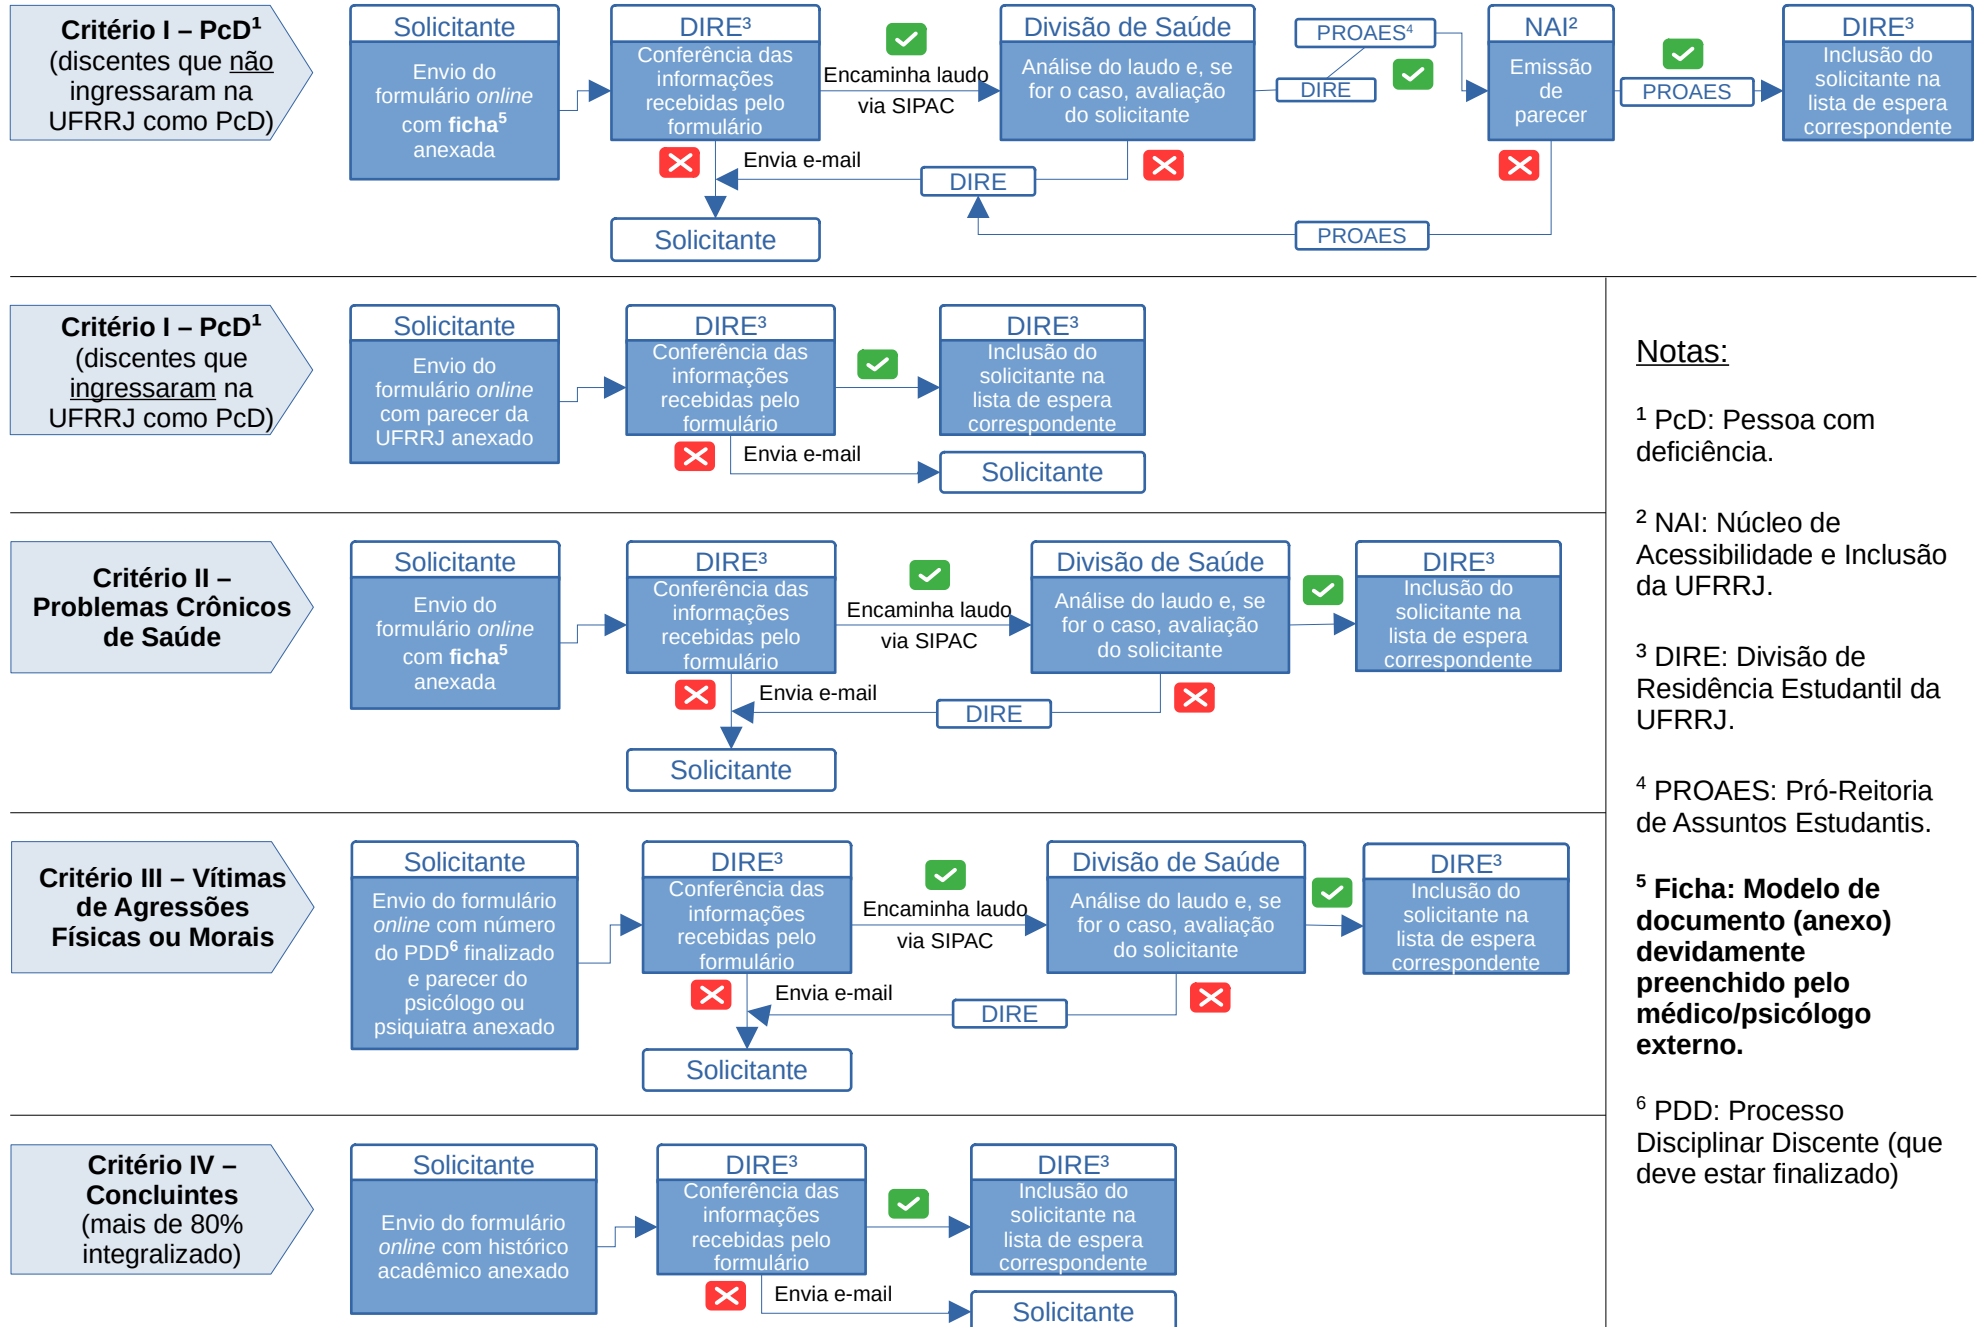 Critério I – PcD¹
(discentes que não
ingressaram na
UFRRJ como PcD)
Solicitante
Envio do
formulário online
com ficha⁵
anexada
DIRE³
Conferência das
informações
recebidas pelo
formulário
Encaminha laudo
via SIPAC
Divisão de Saúde
Análise do laudo e, se
for o caso, avaliação
do solicitante
DIRE
PROAES⁴
NAI²
Emissão
de
parecer
PROAES
DIRE³
Inclusão do
solicitante na
lista de espera
correspondente
Envia e-mail
DIRE
PROAES
Solicitante
Critério I – PcD¹
(discentes que
ingressaram na
UFRRJ como PcD)
Solicitante
Envio do
formulário online
com parecer da
UFRRJ anexado
DIRE³
Conferência das
informações
recebidas pelo
formulário
DIRE³
Inclusão do
solicitante na
lista de espera
correspondente
Envia e-mail
Solicitante
Critério II –
Problemas Crônicos
de Saúde
Solicitante
Envio do
formulário online
com ficha⁵
anexada
DIRE³
Conferência das
informações
recebidas pelo
formulário
Encaminha laudo
via SIPAC
Divisão de Saúde
Análise do laudo e, se
for o caso, avaliação
do solicitante
DIRE³
Inclusão do
solicitante na
lista de espera
correspondente
Envia e-mail
DIRE
Solicitante
Critério III – Vítimas
de Agressões
Físicas ou Morais
Solicitante
Envio do formulário
online com número
do PDD⁶ finalizado
e parecer do
psicólogo ou
psiquiatra anexado
DIRE³
Conferência das
informações
recebidas pelo
formulário
Encaminha laudo
via SIPAC
Divisão de Saúde
Análise do laudo e, se
for o caso, avaliação
do solicitante
DIRE³
Inclusão do
solicitante na
lista de espera
correspondente
Envia e-mail
DIRE
Solicitante
Critério IV –
Concluintes
(mais de 80%
integralizado)
Solicitante
Envio do formulário
online com histórico
acadêmico anexado
DIRE³
Conferência das
informações
recebidas pelo
formulário
DIRE³
Inclusão do
solicitante na
lista de espera
correspondente
Envia e-mail
Solicitante
Notas:
¹ PcD: Pessoa com
deficiência.
² NAI: Núcleo de
Acessibilidade e Inclusão
da UFRRJ.
³ DIRE: Divisão de
Residência Estudantil da
UFRRJ.
⁴ PROAES: Pró-Reitoria
de Assuntos Estudantis.
⁵ Ficha: Modelo de
documento (anexo)
devidamente
preenchido pelo
médico/psicólogo
externo.
⁶ PDD: Processo
Disciplinar Discente (que
deve estar finalizado)